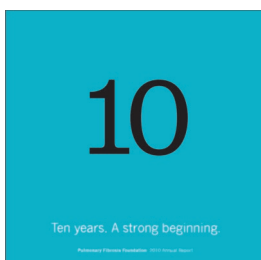 10
Ten years. A strong beginning.
Pulmonary Fibrosis Foundation 2010 Annual Report